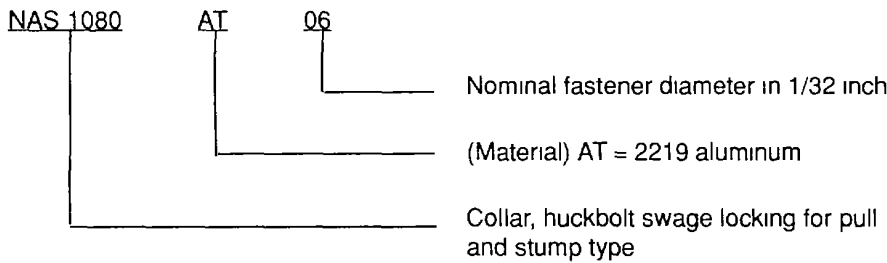 NAS 1080 AT 06
Nominal fastener diameter in 1/32 inch
(Material) AT = 2219 aluminum
Collar, huckbolt swage locking for pull
and stump type